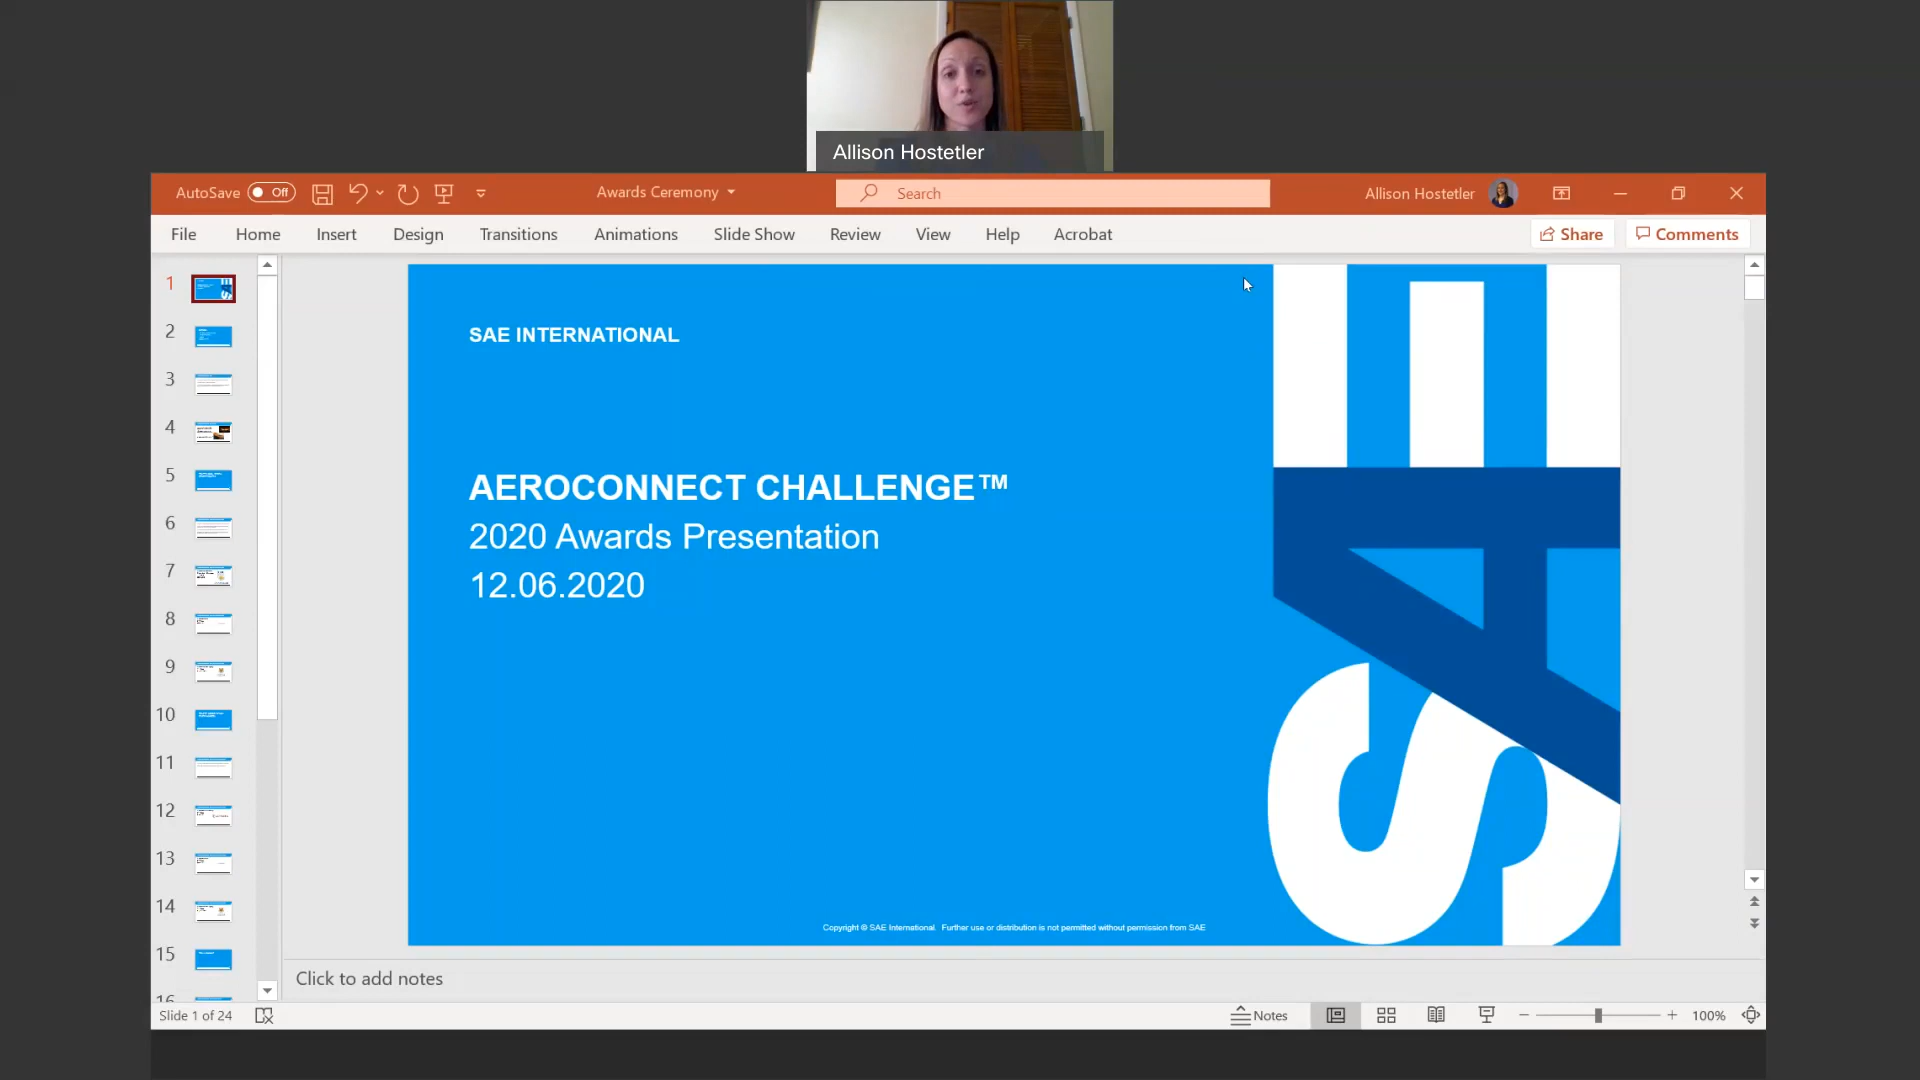 Allison Hostetler
AutoSave Off
Awards Ceremony
Search
Allison Hostetler
File Home Insert Design Transitions Animations Slide Show Review View Help Acrobat
Share
Comments
1
2
3
4
5
6
7
8
9
10
11
12
13
14
15
16
SAE INTERNATIONAL
AEROCONNECT CHALLENGE™
2020 Awards Presentation
12.06.2020
SAE
Copyright © SAE International. Further use or distribution is not permitted without permission from SAE
Click to add notes
Slide 1 of 24
Notes
100%